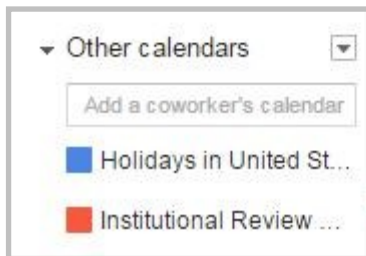 Other calendars
Add a coworker's calendar
Holidays in United St...
Institutional Review ...